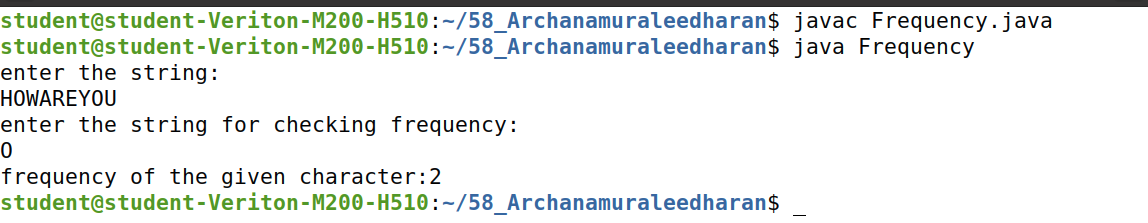 student@student-Veriton-M200-H510:~/58_Archanamuraleedharan$ javac Frequency.java
student@student-Veriton-M200-H510:~/58_Archanamuraleedharan$ java Frequency
enter the string:
HOWAREYOU
enter the string for checking frequency:
O
frequency of the given character:2
student@student-Veriton-M200-H510:~/58_Archanamuraleedharan$ _